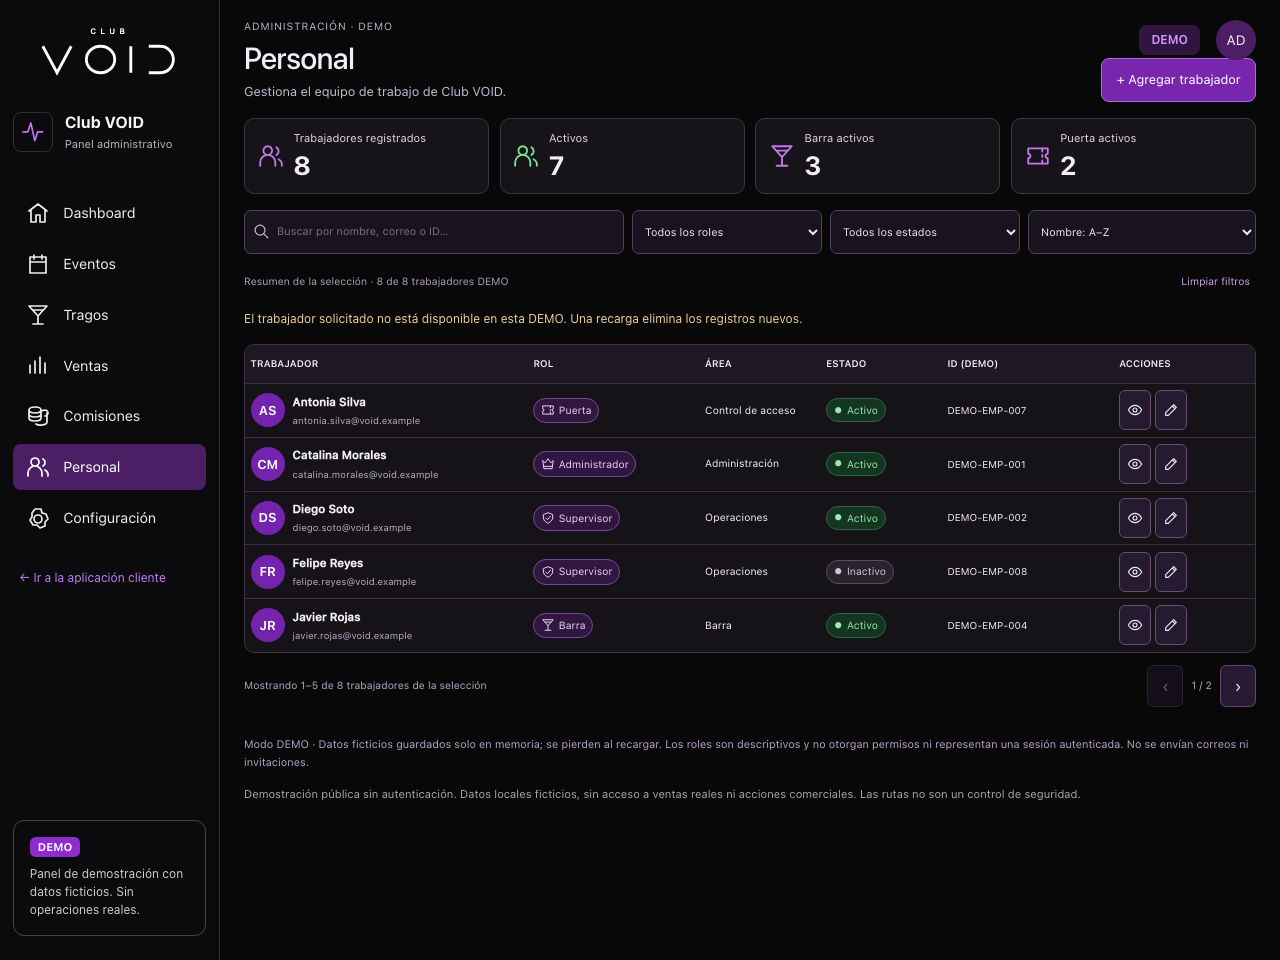 CLUB
VOID
Club VOID
Panel administrativo
Dashboard
Eventos
Tragos
Ventas
Comisiones
Personal
Configuración
← Ir a la aplicación cliente
DEMO
Panel de demostración con
datos ficticios. Sin
operaciones reales.
ADMINISTRACIÓN · DEMO
Personal
Gestiona el equipo de trabajo de Club VOID.
DEMO
AD
+ Agregar trabajador
Trabajadores registrados
8
Activos
7
Barra activos
3
Puerta activos
2
Buscar por nombre, correo o ID...
Todos los roles
Todos los estados
Nombre: A–Z
Resumen de la selección · 8 de 8 trabajadores DEMO
Limpiar filtros
El trabajador solicitado no está disponible en esta DEMO. Una recarga elimina los registros nuevos.
TRABAJADOR ROL ÁREA ESTADO ID (DEMO) ACCIONES
AS Antonia Silva Puerta Control de acceso Activo DEMO-EMP-007
antonia.silva@void.example
CM Catalina Morales Administrador Administración Activo DEMO-EMP-001
catalina.morales@void.example
DS Diego Soto Supervisor Operaciones Activo DEMO-EMP-002
diego.soto@void.example
FR Felipe Reyes Supervisor Operaciones Inactivo DEMO-EMP-008
felipe.reyes@void.example
JR Javier Rojas Barra Barra Activo DEMO-EMP-004
javier.rojas@void.example
Mostrando 1–5 de 8 trabajadores de la selección
‹ 1 / 2 ›
Modo DEMO · Datos ficticios guardados solo en memoria; se pierden al recargar. Los roles son descriptivos y no otorgan permisos ni representan una sesión autenticada. No se envían correos ni
invitaciones.
Demostración pública sin autenticación. Datos locales ficticios, sin acceso a ventas reales ni acciones comerciales. Las rutas no son un control de seguridad.